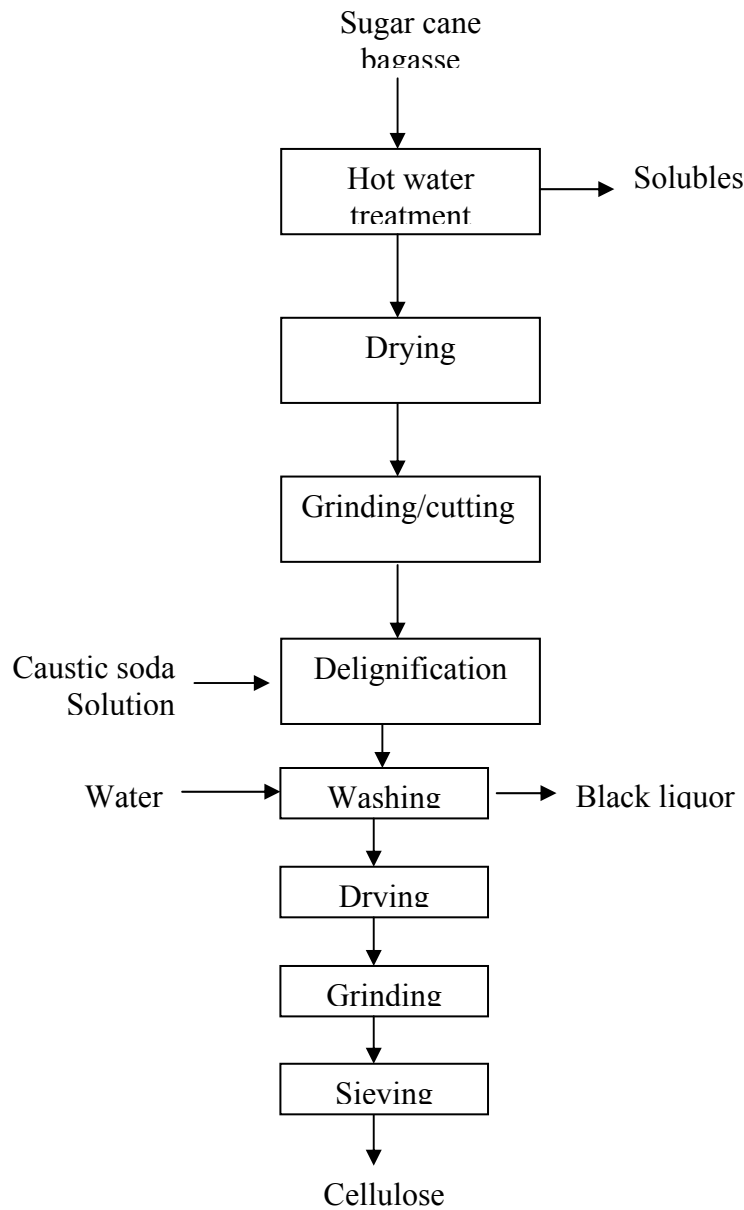 Sugar cane
bagasse
Hot water
treatment
Solubles
Drying
Grinding/cutting
Caustic soda
Solution
Delignification
Water
Washing
Black liquor
Drying
Grinding
Sieving
Cellulose